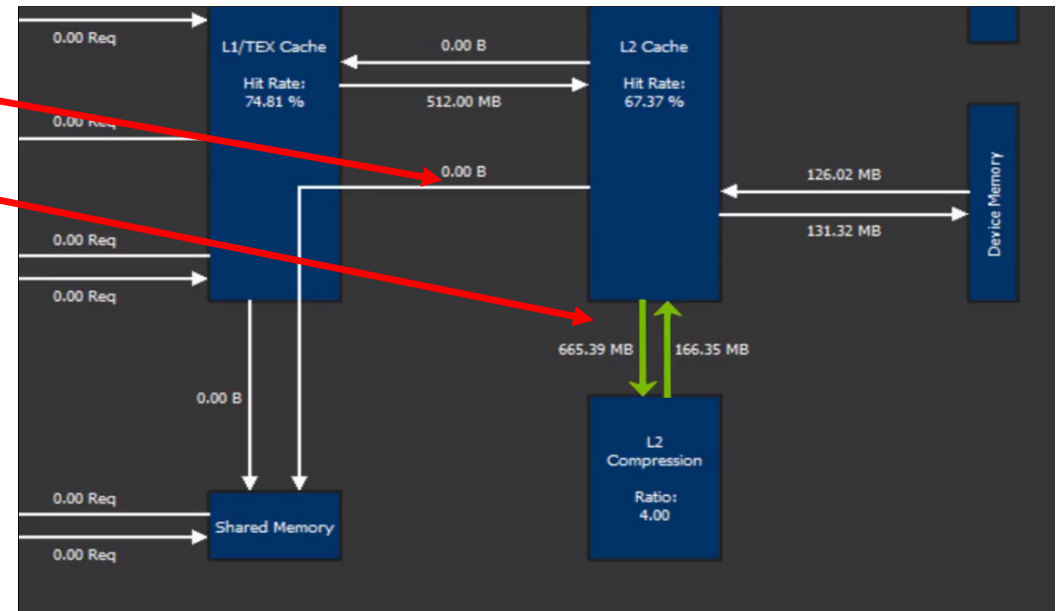 0.00 Req
L1/TEX Cache
Hit Rate:
74.81 %
0.00 B
512.00 MB
L2 Cache
Hit Rate:
67.37 %
0.00 Req
0.00 B
126.02 MB
131.32 MB
Device Memory
0.00 Req
0.00 Req
665.39 MB
166.35 MB
0.00 B
L2
Compression
Ratio:
4.00
0.00 Req
Shared Memory
0.00 Req